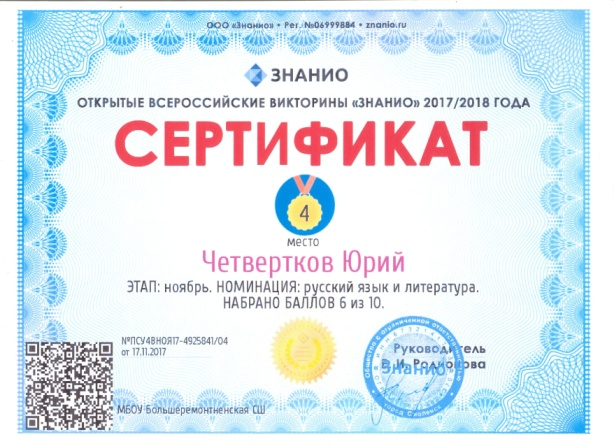 ООО «Знанио» • Рег. №06999884 • znanio.ru
ЗНАНИО
ОТКРЫТЫЕ ВСЕРОССИЙСКИЕ ВИКТОРИНЫ «ЗНАНИО» 2017/2018 ГОДА
СЕРТИФИКАТ
4
место
Четвертков Юрий
ЭТАП: ноябрь. НОМИНАЦИЯ: русский язык и литература.
НАБРАНО БАЛЛОВ 6 из 10.
№ПСУ48НОЯ17-4925841/04
от 17.11.2017
Руководитель
В.И. Родионова
Знанио
МБОУ Большеремонтненская СШ